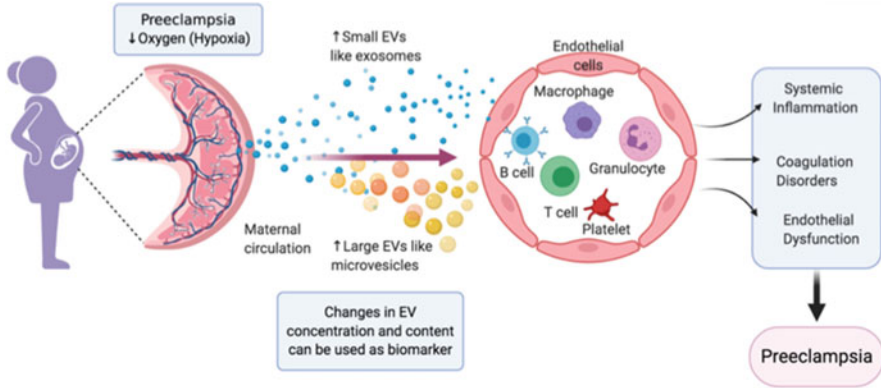 Preeclampsia
↓Oxygen (Hypoxia)
↑Small EVs
like exosomes
Maternal
circulation
↑Large EVs like
microvesicles
Changes in EV
concentration and content
can be used as biomarker
Endothelial
cells
Macrophage
B cell
Granulocyte
T cell
Platelet
Systemic
Inflammation
Coagulation
Disorders
Endothelial
Dysfunction
Preeclampsia